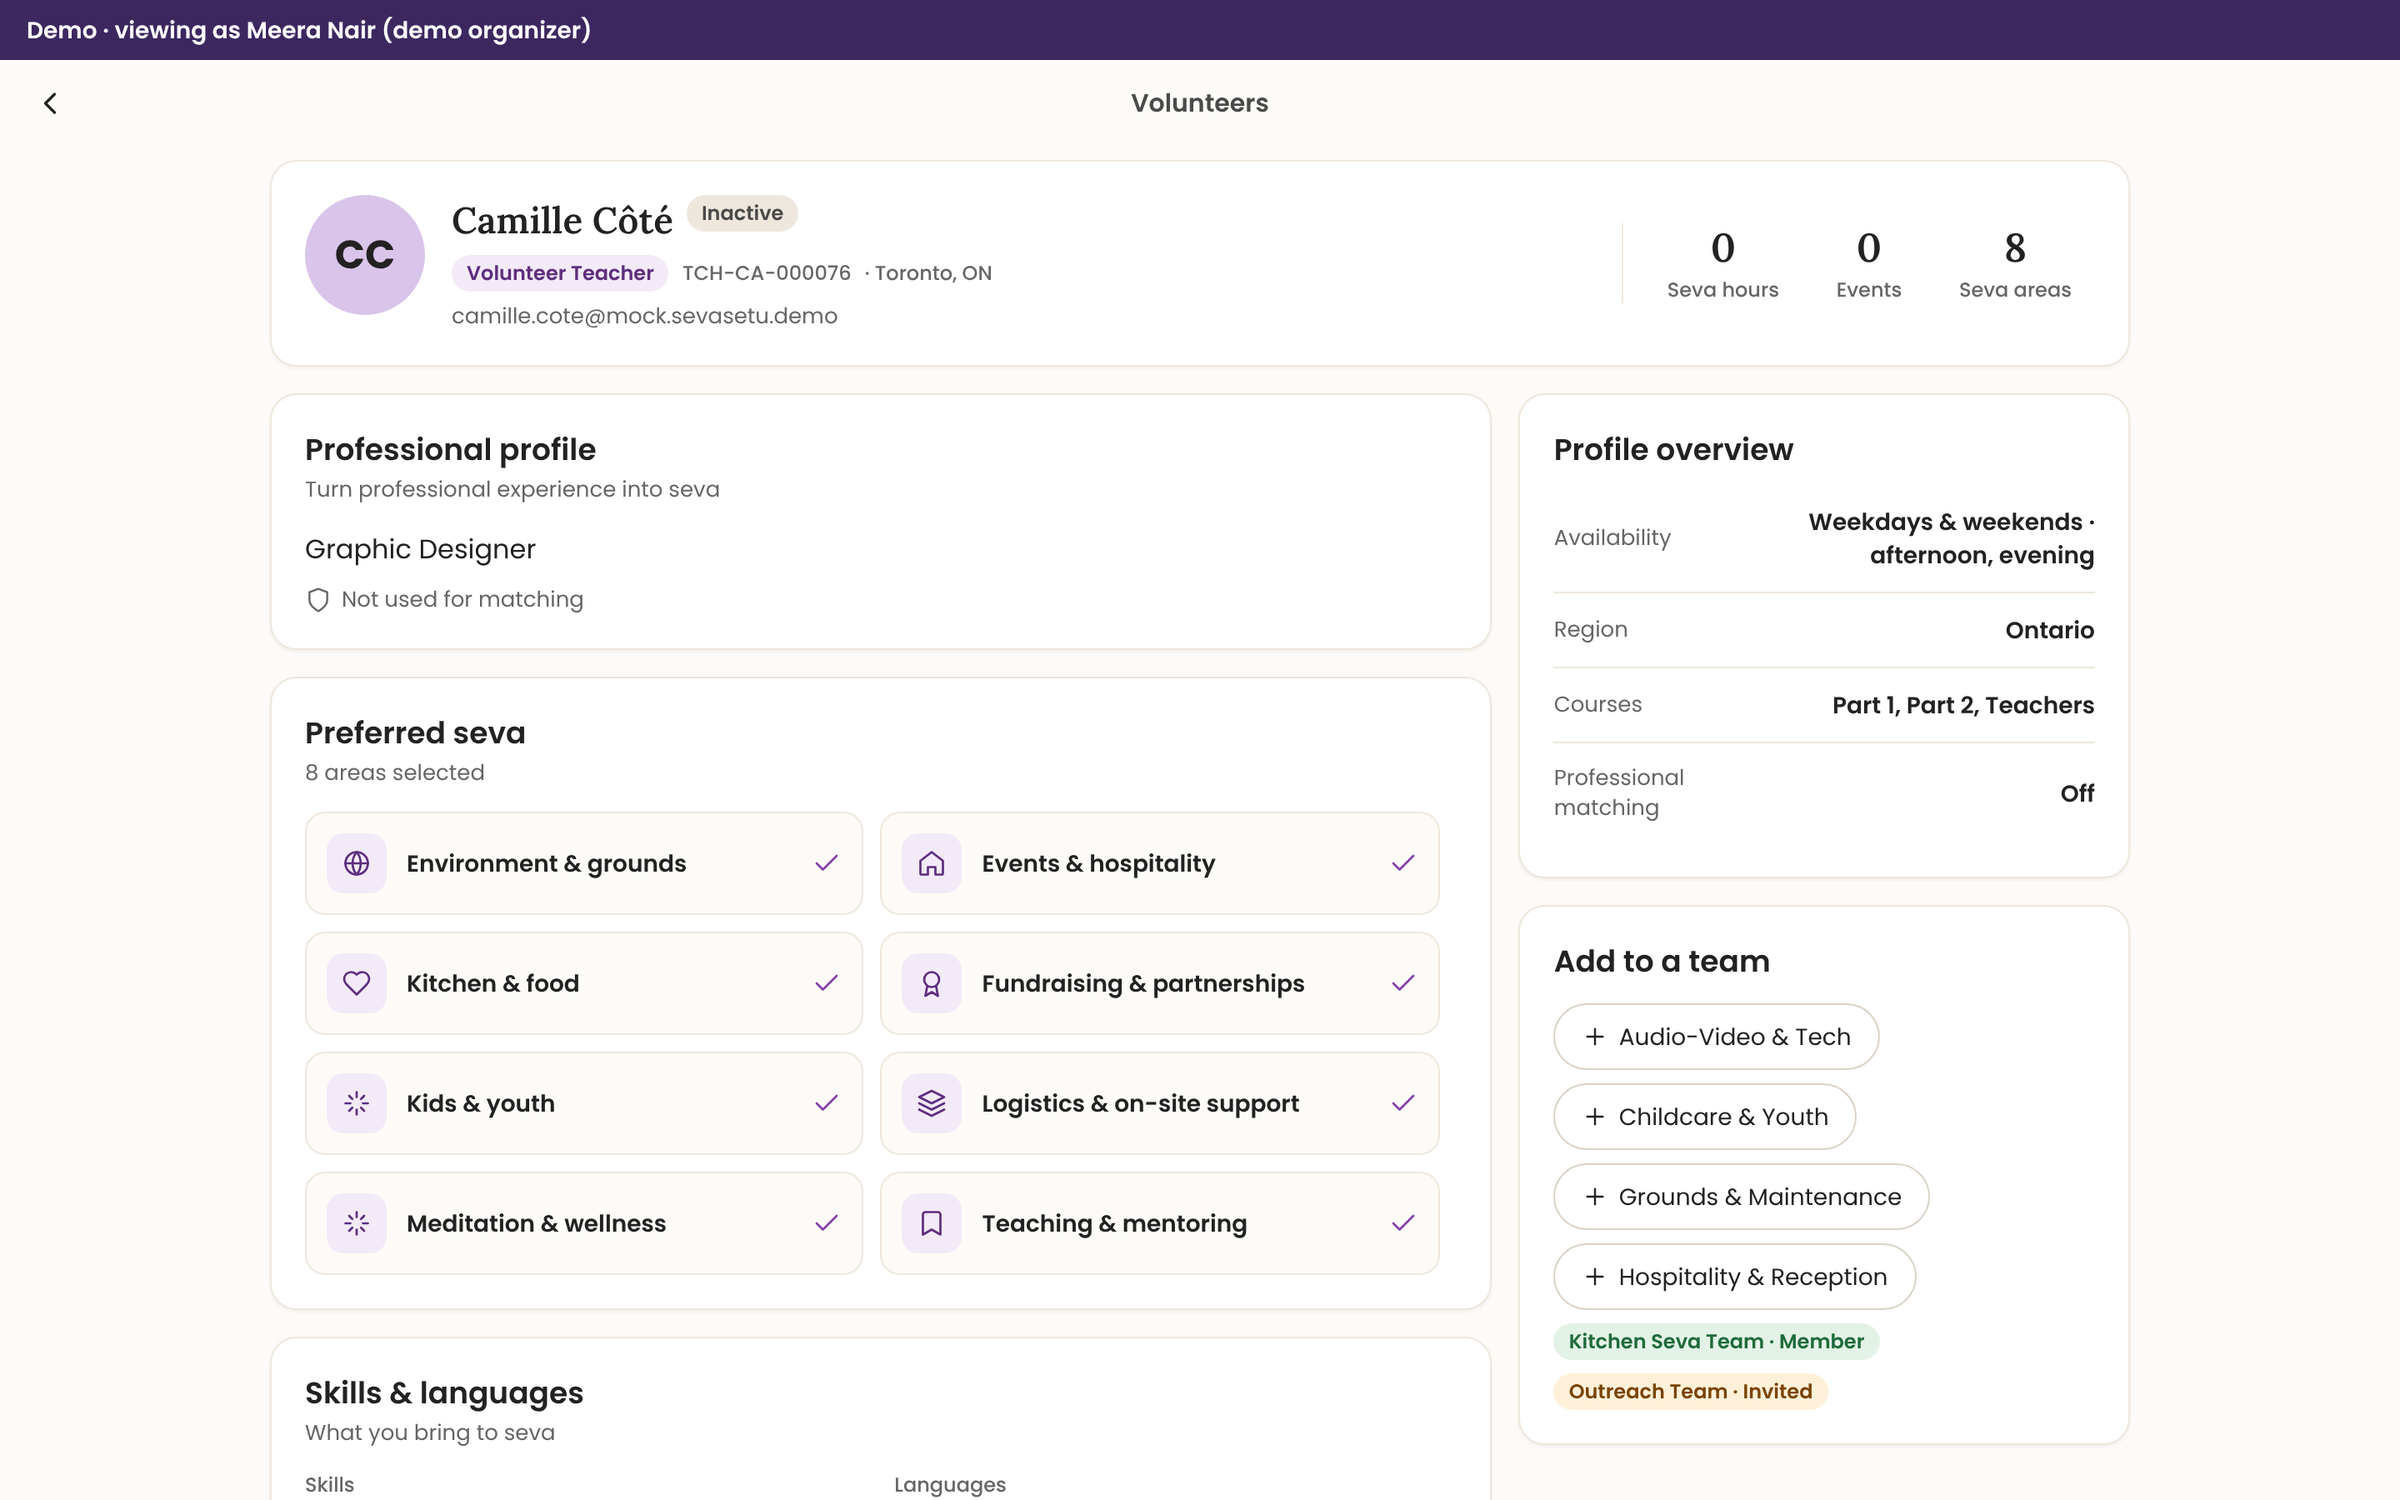 Demo · viewing as Meera Nair (demo organizer)
Volunteers
CC
Camille Côté
Inactive
Volunteer Teacher
TCH-CA-000076 · Toronto, ON
camille.cote@mock.sevasetu.demo
0
Seva hours
0
Events
8
Seva areas
Professional profile
Turn professional experience into seva
Graphic Designer
Not used for matching
Preferred seva
8 areas selected
Environment & grounds
Events & hospitality
Kitchen & food
Fundraising & partnerships
Kids & youth
Logistics & on-site support
Meditation & wellness
Teaching & mentoring
Skills & languages
What you bring to seva
Skills
Languages
Profile overview
Availability
Weekdays & weekends ·
afternoon, evening
Region
Ontario
Courses
Part 1, Part 2, Teachers
Professional
matching
Off
Add to a team
+ Audio-Video & Tech
+ Childcare & Youth
+ Grounds & Maintenance
+ Hospitality & Reception
Kitchen Seva Team · Member
Outreach Team · Invited